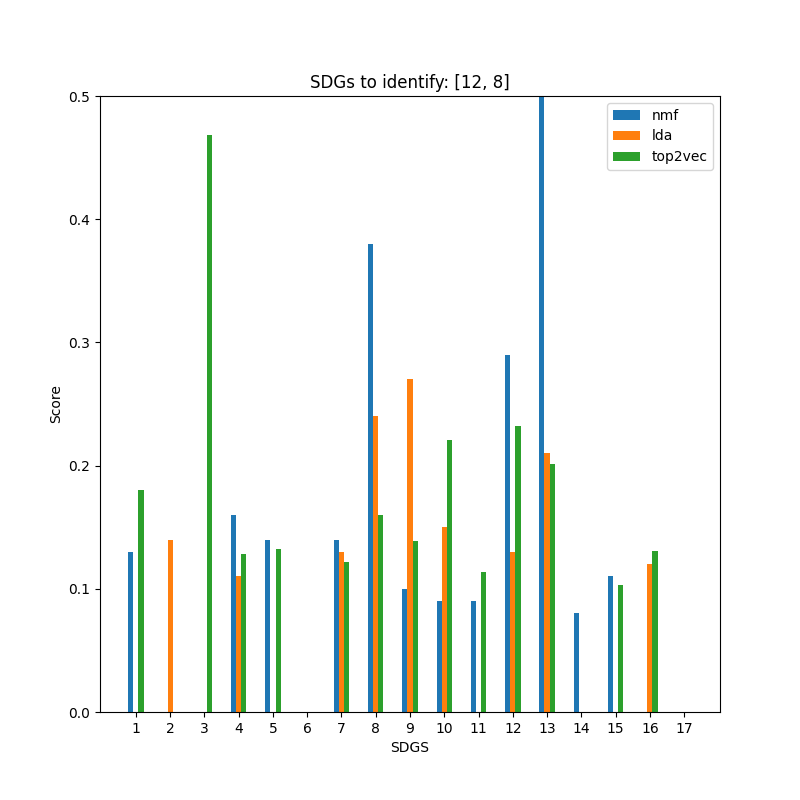 SDGs to identify: [12, 8]
nmf
lda
top2vec
0.5
0.4
0.3
0.2
0.1
0.0
Score
1 2 3 4 5 6 7 8 9 10 11 12 13 14 15 16 17
SDGS